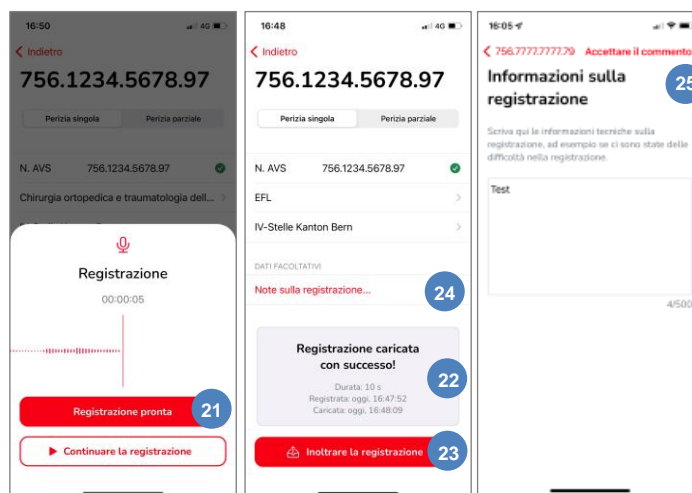 16:50
4G
Indietro
756.1234.5678.97
Perizia singola
Perizia parziale
N. AVS 756.1234.5678.97
Chirurgia ortopedica e traumatologia dell...
Registrazione
00:00:05
Registrazione pronta
21
Continuare la registrazione
16:48
4G
Indietro
756.1234.5678.97
Perizia singola
Perizia parziale
N. AVS 756.1234.5678.97
EFL
IV-Stelle Kanton Bern
DATI FACOLTATIVI
Note sulla registrazione...
24
Registrazione caricata
con successo!
Durata: 10 s
Registrata: oggi, 16:47:52
Caricata: oggi, 16:48:09
22
Inoltrare la registrazione
23
16:05
756.7777.7777.79 Accettare il commento
Informazioni sulla
registrazione
25
Scriva qui le informazioni tecniche sulla
registrazione, ad esempio se ci sono state delle
difficoltà nella registrazione.
Test
4/500